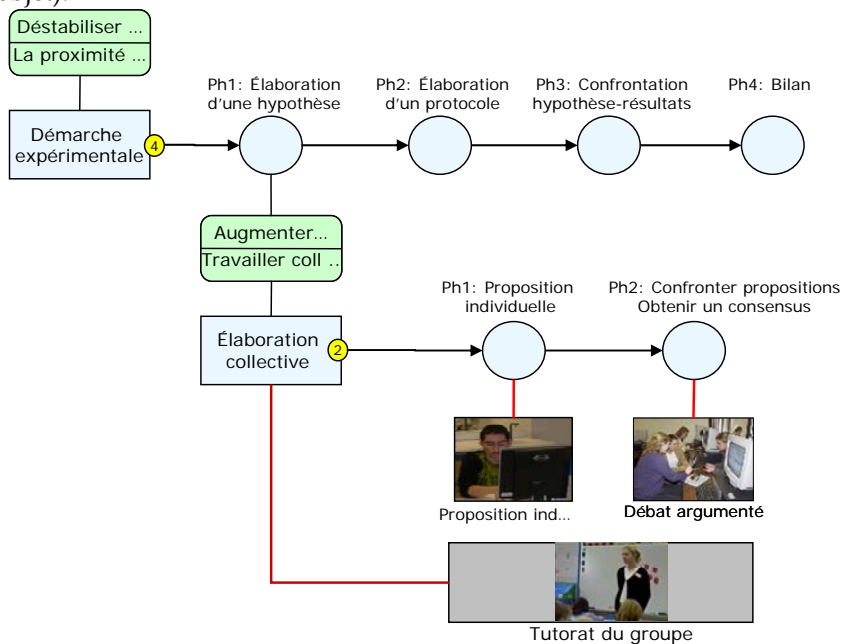 objet).
Déstabiliser ...
La proximité ...
Ph1: Élaboration
d'une hypothèse
Ph2: Élaboration
d'un protocole
Ph3: Confrontation
hypothèse-résultats
Ph4: Bilan
Démarche
expérimentale
4
Augmenter...
Travailler coll ..
Ph1: Proposition
individuelle
Ph2: Confronter propositions
Obtenir un consensus
Élaboration
collective
2
Proposition ind...
Débat argumenté
Tutorat du groupe